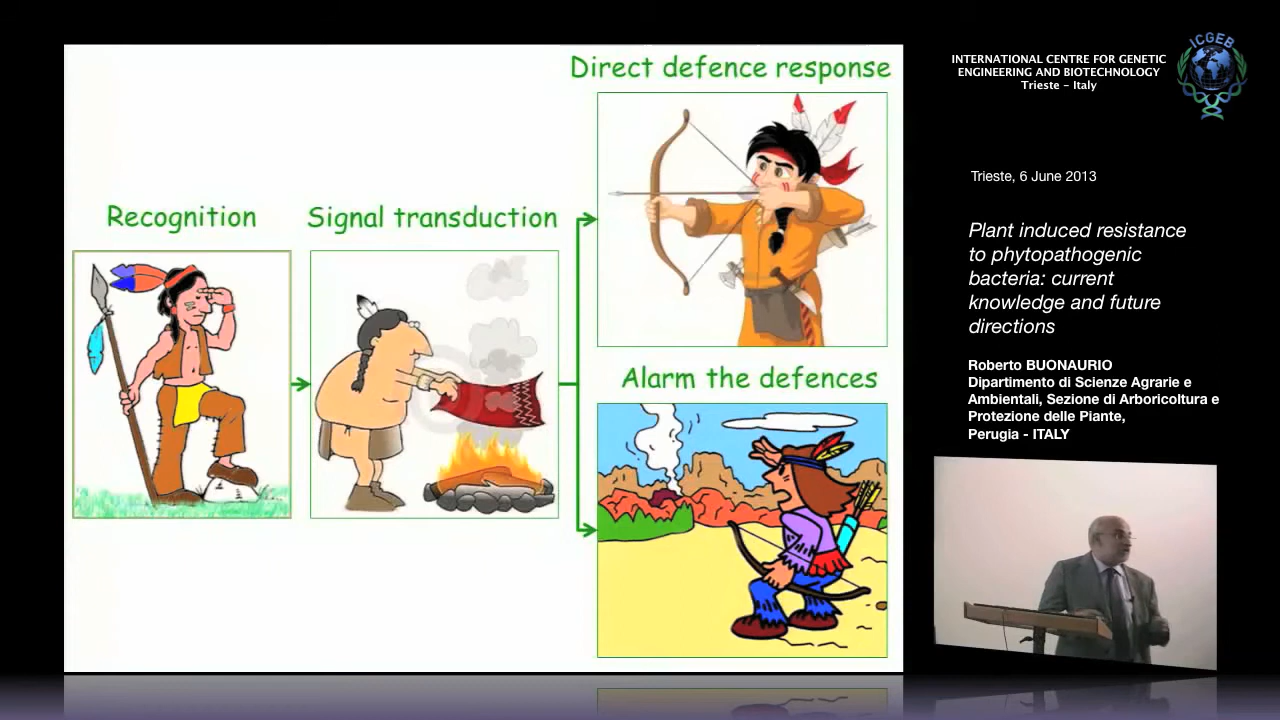 Direct defence response
Recognition
Signal transduction
Alarm the defences
ICGEB
INTERNATIONAL CENTRE FOR GENETIC
ENGINEERING AND BIOTECHNOLOGY
Trieste - Italy
Trieste, 6 June 2013
Plant induced resistance
to phytopathogenic
bacteria: current
knowledge and future
directions
Roberto BUONAURIO
Dipartimento di Scienze Agrarie e
Ambientali, Sezione di Arboricoltura e
Protezione delle Piante,
Perugia - ITALY